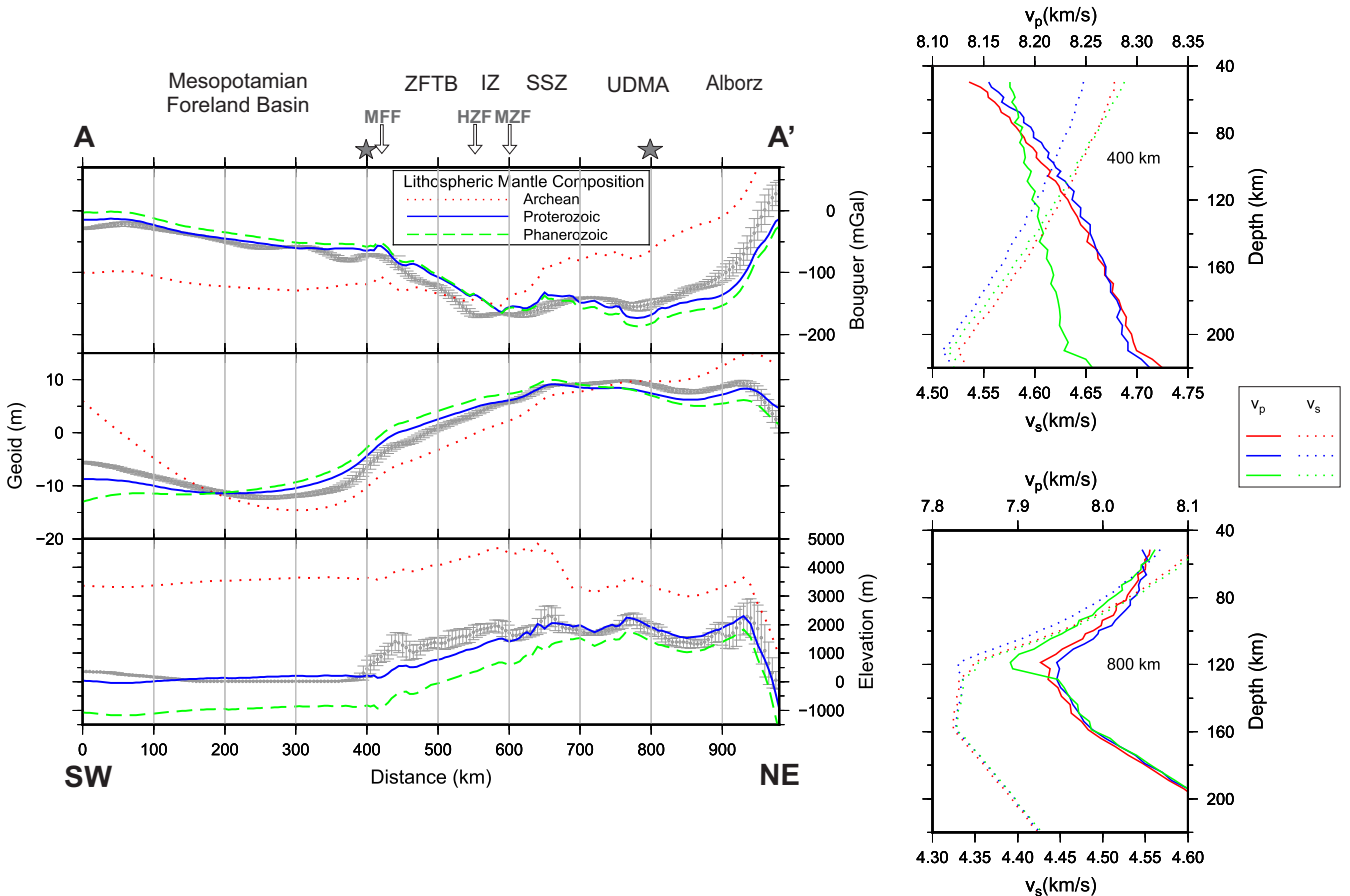 Mesopotamian
Foreland Basin
ZFTB IZ SSZ UDMA Alborz
A MFF HZF MZF A'
Lithospheric Mantle Composition
Archean
Proterozoic
Phanerozoic
0
−100
−200
Bouguer (mGal)
10
0
−10
−20
Geoid (m)
5000
4000
3000
2000
1000
0
−1000
Elevation (m)
0 100 200 300 400 500 600 700 800 900
SW Distance (km) NE
vp(km/s)
8.10 8.15 8.20 8.25 8.30 8.35
40
80
120
160
200
Depth (km)
400 km
4.50 4.55 4.60 4.65 4.70 4.75
vs(km/s)
vp vs
vp(km/s)
7.8 7.9 8.0 8.1
40
80
120
160
200
Depth (km)
800 km
4.30 4.35 4.40 4.45 4.50 4.55 4.60
vs(km/s)